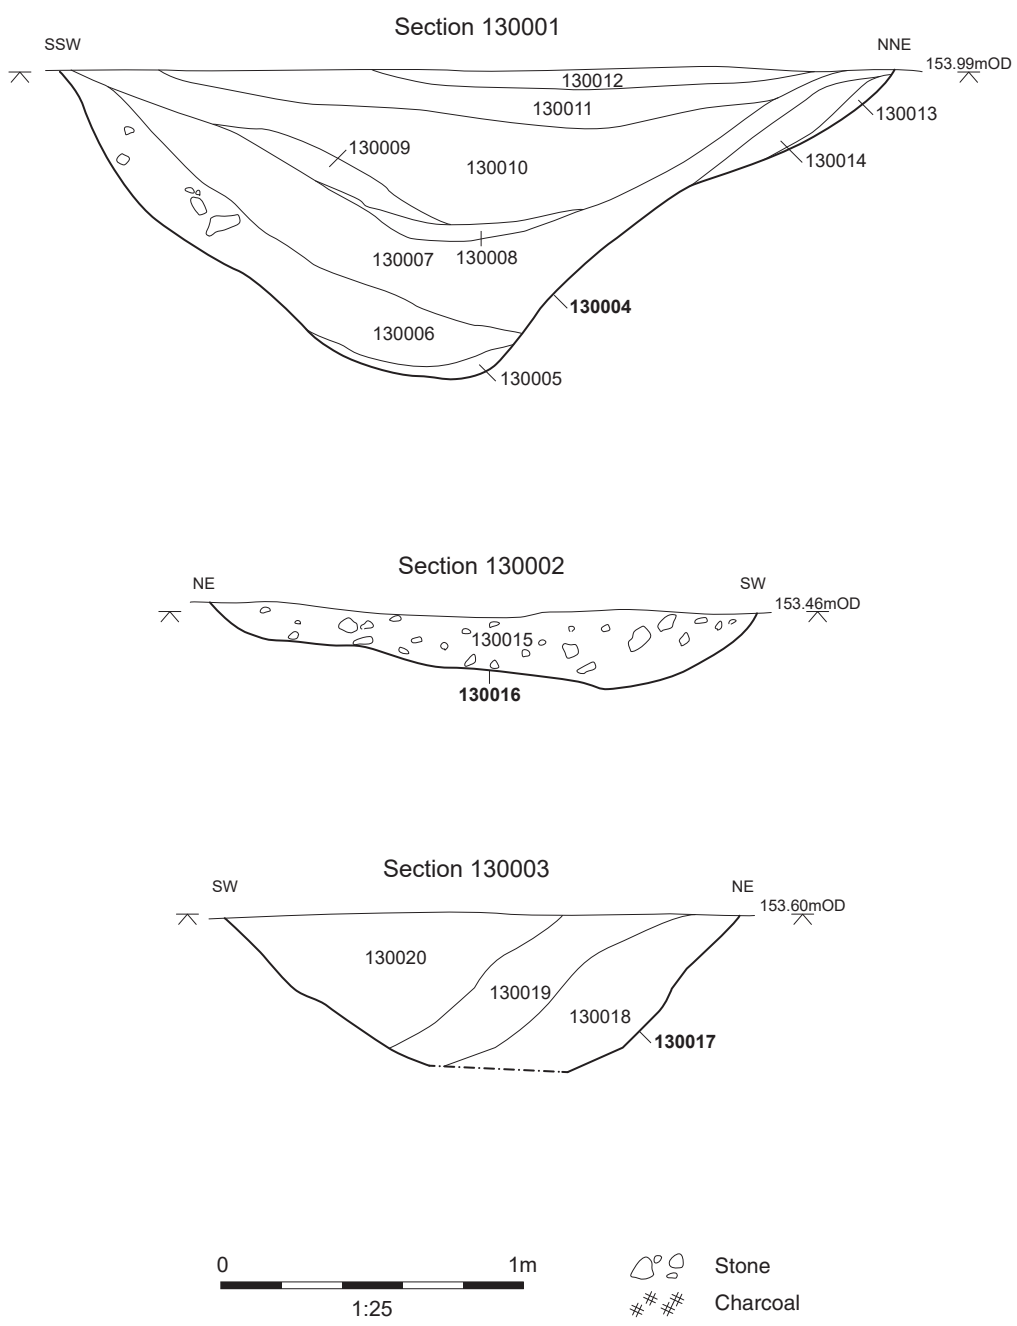 Section 130001
SSW
NNE
153.99mOD
130012
130011
130013
130009
130010
130014
130007
130008
130004
130006
130005
Section 130002
NE
SW
153.46mOD
130015
130016
Section 130003
SW
NE
153.60mOD
130020
130019
130018
130017
0
1m
1:25
Stone
Charcoal